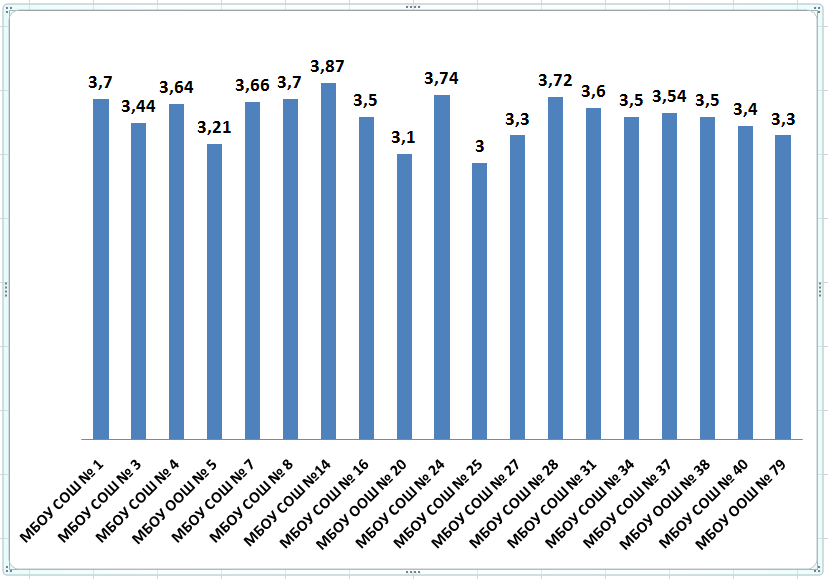 3,7
3,44
3,64
3,21
3,66
3,7
3,87
3,5
3,1
3,74
3
3,3
3,72
3,6
3,5
3,54
3,5
3,4
3,3
МБОУ СОШ № 1
МБОУ СОШ № 3
МБОУ СОШ № 4
МБОУ ООШ № 5
МБОУ СОШ № 7
МБОУ СОШ № 8
МБОУ СОШ №14
МБОУ СОШ № 16
МБОУ ООШ № 20
МБОУ СОШ № 24
МБОУ СОШ № 25
МБОУ СОШ № 27
МБОУ СОШ № 28
МБОУ СОШ № 31
МБОУ СОШ № 34
МБОУ СОШ № 37
МБОУ ООШ № 38
МБОУ СОШ № 40
МБОУ ООШ № 79